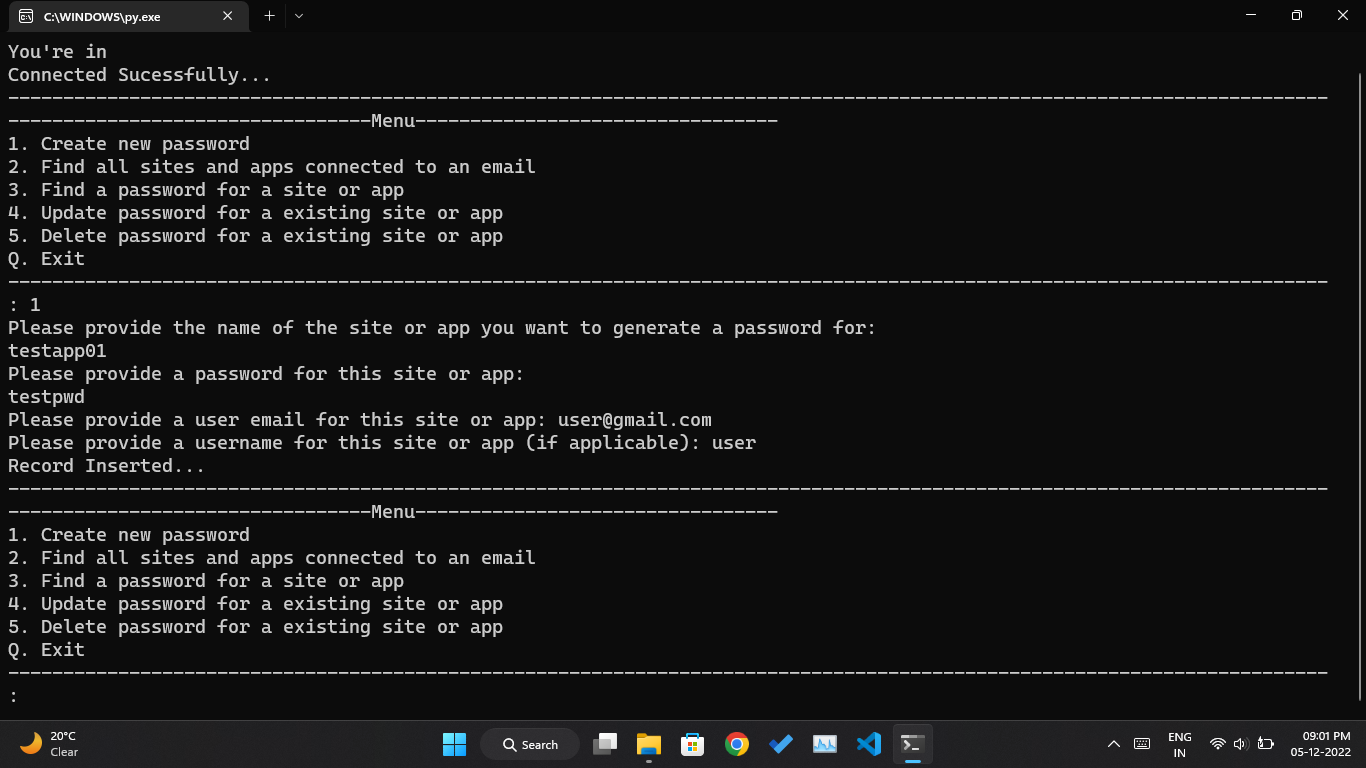 C:\WINDOWS\py.exe
You're in
Connected Sucessfully...
------------------------------------------------------------------------------------------------------------------------
---------------------------------Menu---------------------------------
1. Create new password
2. Find all sites and apps connected to an email
3. Find a password for a site or app
4. Update password for a existing site or app
5. Delete password for a existing site or app
Q. Exit
------------------------------------------------------------------------------------------------------------------------
: 1
Please provide the name of the site or app you want to generate a password for:
testapp01
Please provide a password for this site or app:
testpwd
Please provide a user email for this site or app: user@gmail.com
Please provide a username for this site or app (if applicable): user
Record Inserted...
------------------------------------------------------------------------------------------------------------------------
---------------------------------Menu---------------------------------
1. Create new password
2. Find all sites and apps connected to an email
3. Find a password for a site or app
4. Update password for a existing site or app
5. Delete password for a existing site or app
Q. Exit
------------------------------------------------------------------------------------------------------------------------
:
20°C
Clear
Search
ENG
IN
09:01 PM
05-12-2022